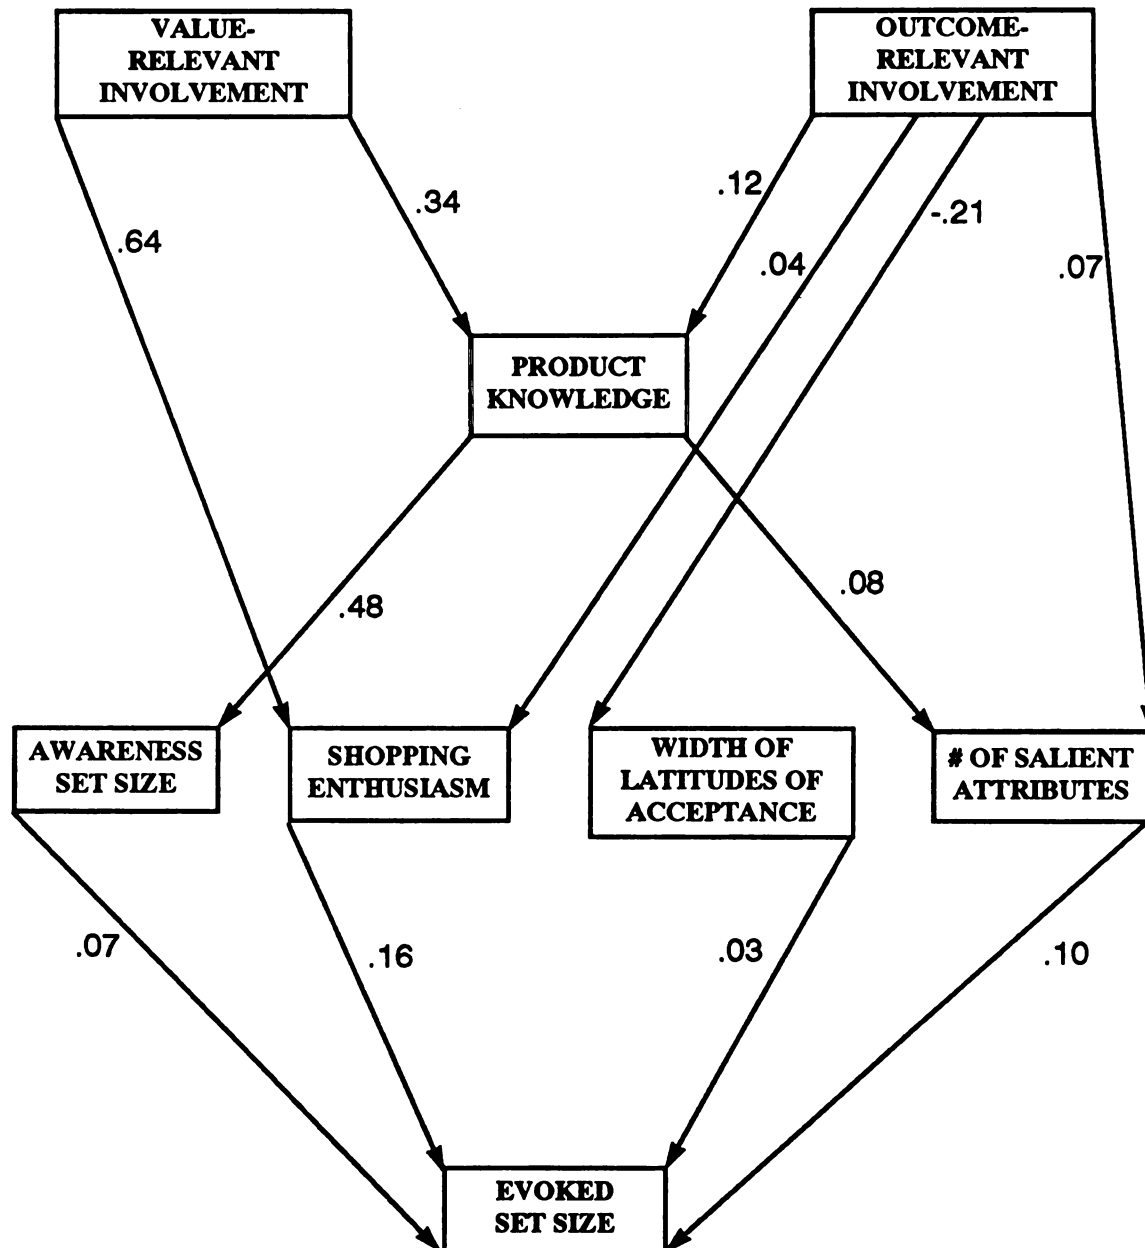 VALUE-
RELEVANT
INVOLVEMENT
OUTCOME-
RELEVANT
INVOLVEMENT
.34
.12
-.21
.64
.04
.07
PRODUCT
KNOWLEDGE
.48
.08
AWARENESS
SET SIZE
SHOPPING
ENTHUSIASM
WIDTH OF
LATITUDES OF
ACCEPTANCE
# OF SALIENT
ATTRIBUTES
.07
.16
.03
.10
EVOKED
SET SIZE